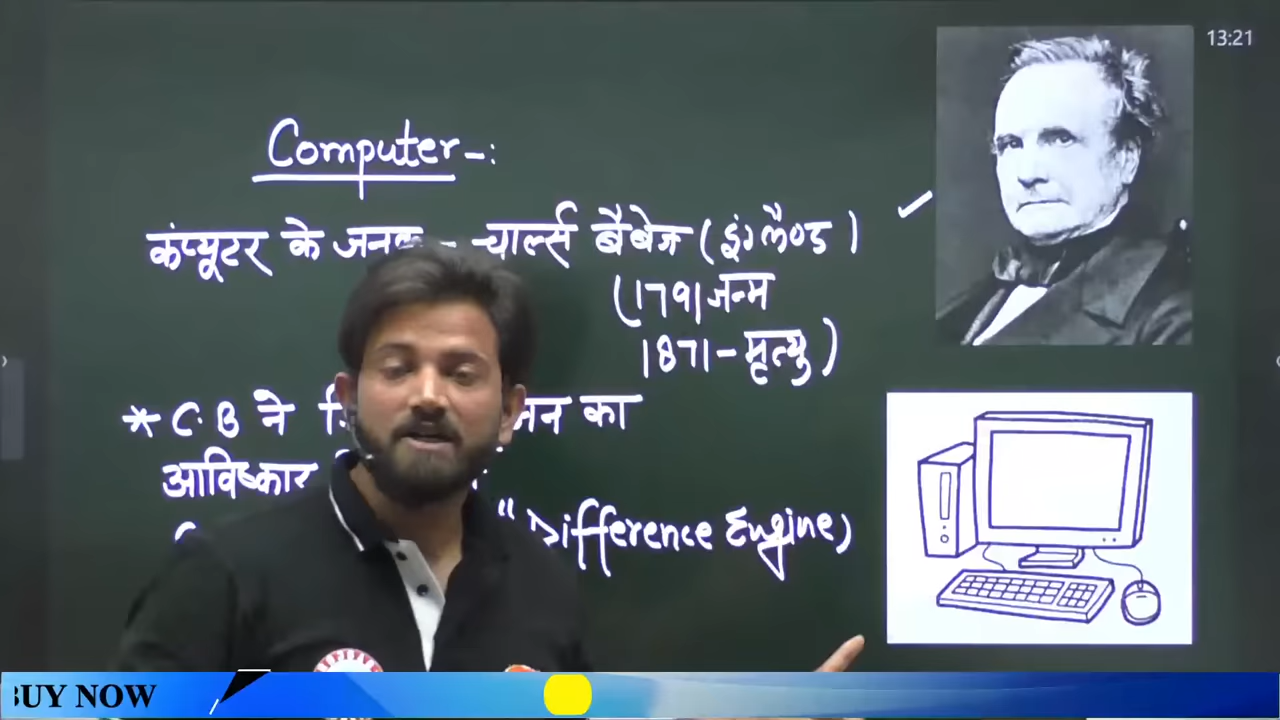 13:21
Computer-:
कंप्यूटर के जनक - चार्ल्स बैबेज (इंग्लैण्ड)
(1791 जन्म
1871- मृत्यु)
* C.B ने का
आविष्कार
" Difference Engine)
BUY NOW